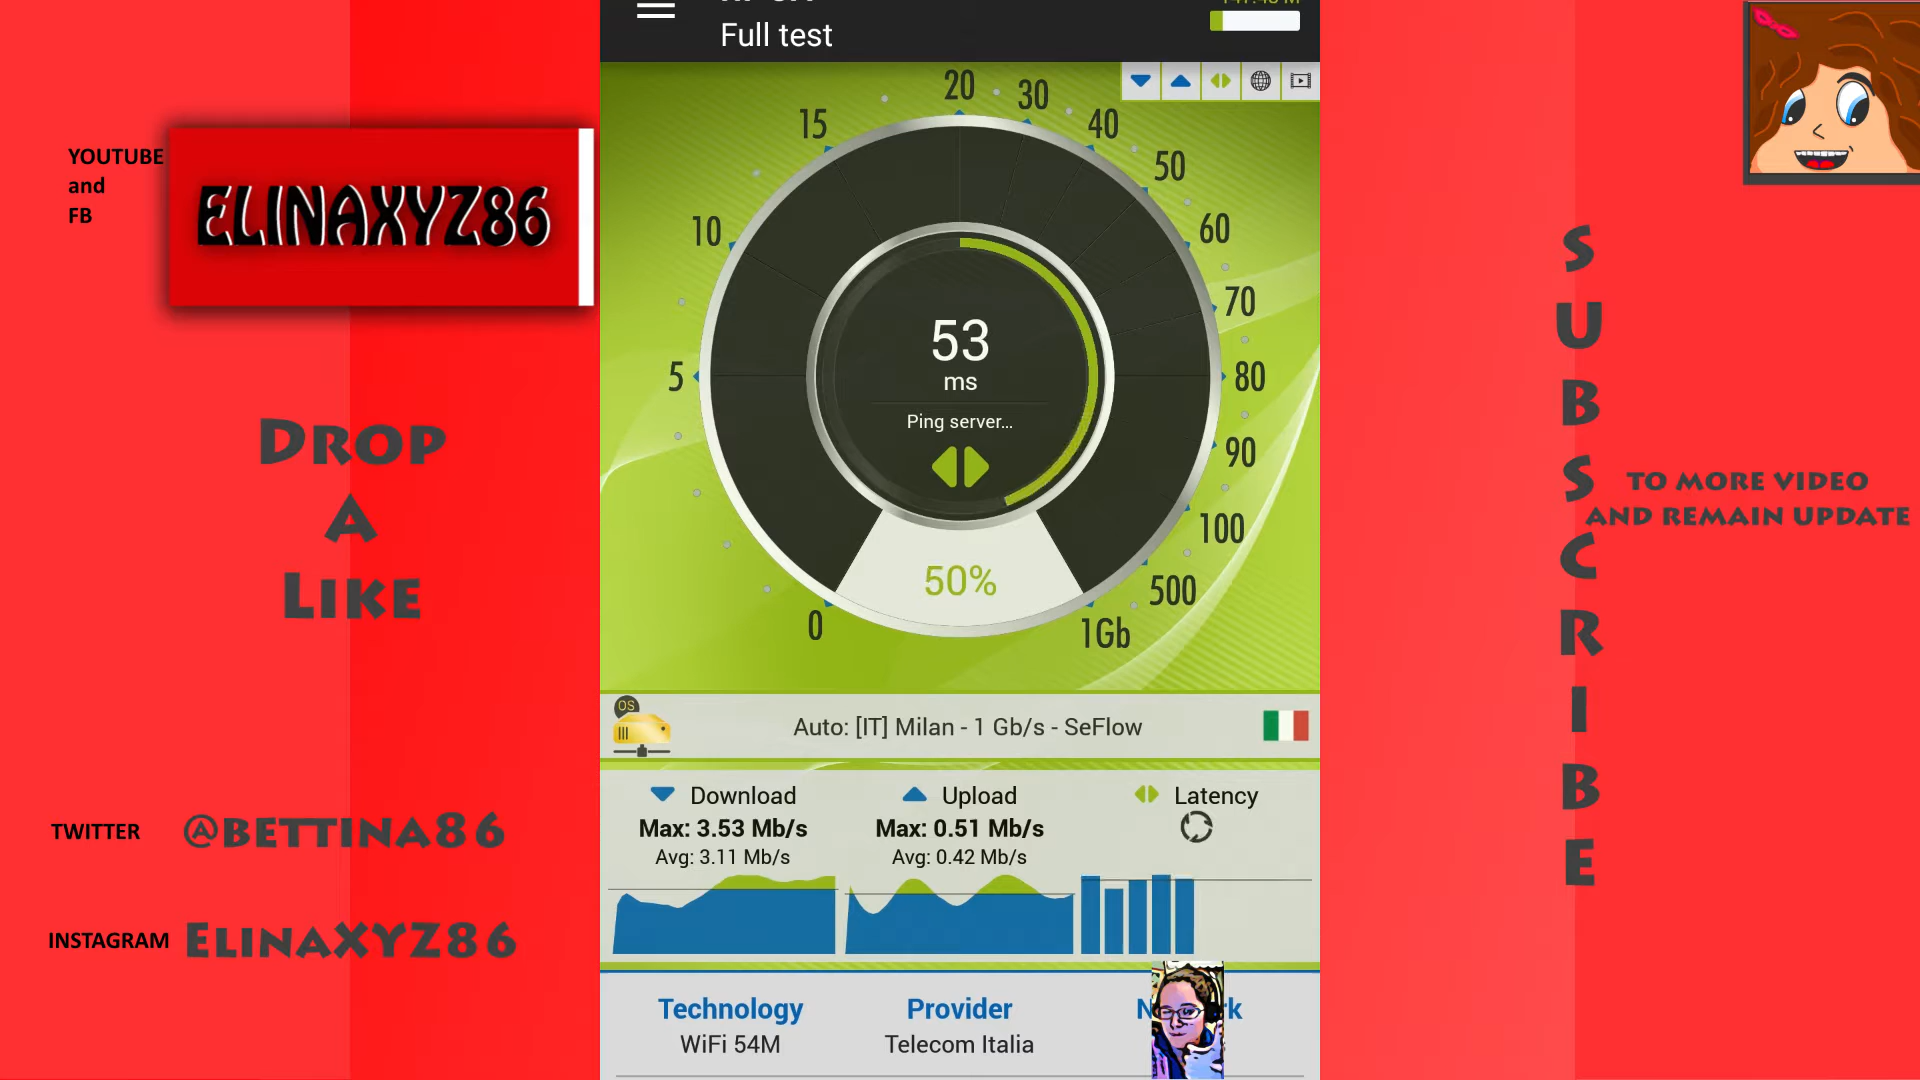 Full test
YOUTUBE
and
FB
ELINAXYZ86
DROP
A
LIKE
TWITTER @BETTINA86
INSTAGRAM ELINAXYZ86
0
5
10
15
20
30
40
50
60
70
80
90
100
500
1Gb
53
ms
Ping server...
50%
OS
Auto: [IT] Milan - 1 Gb/s - SeFlow
Download
Max: 3.53 Mb/s
Avg: 3.11 Mb/s
Upload
Max: 0.51 Mb/s
Avg: 0.42 Mb/s
Latency
Technology
WiFi 54M
Provider
Telecom Italia
S
U
B
S
C
R
I
B
E
TO MORE VIDEO
AND REMAIN UPDATE